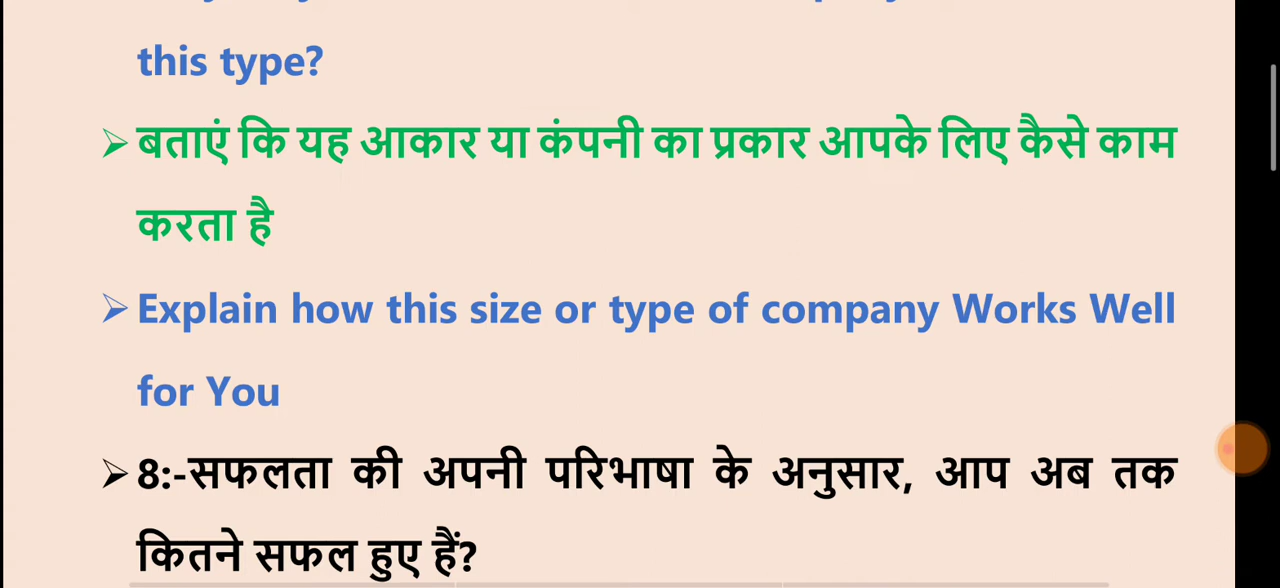 this type?
➢ बताएं कि यह आकार या कंपनी का प्रकार आपके लिए कैसे काम
करता है
➢ Explain how this size or type of company Works Well
for You
➢ 8:-सफलता की अपनी परिभाषा के अनुसार, आप अब तक
कितने सफल हुए हैं?